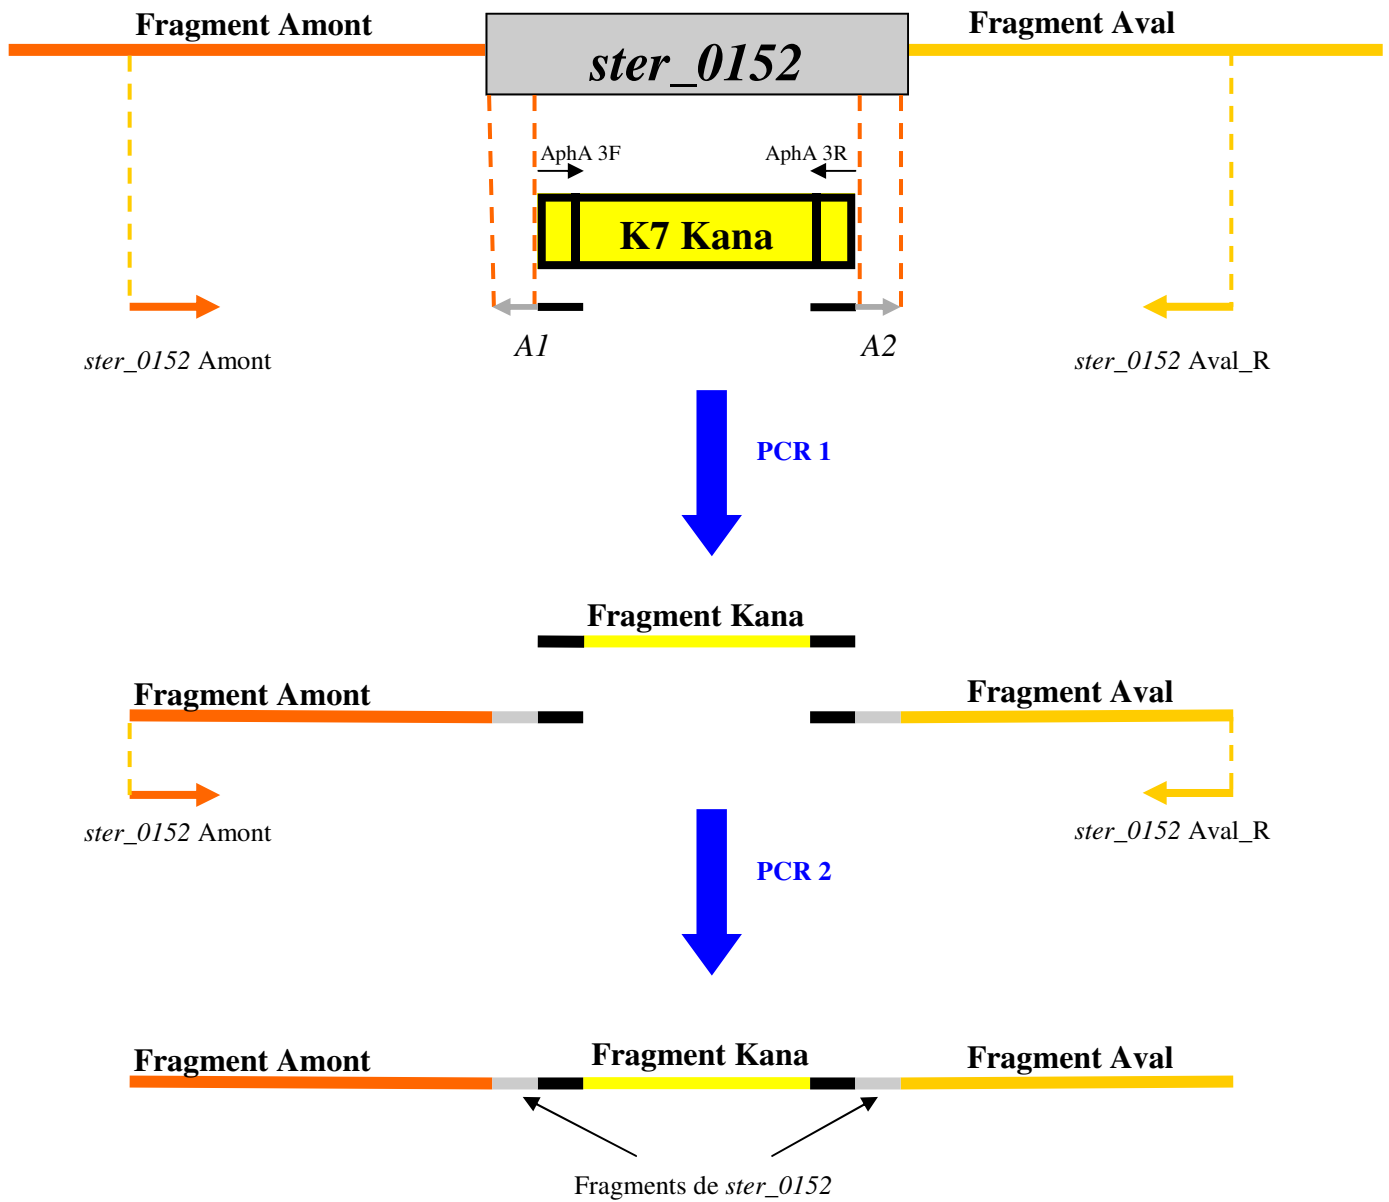 Fragment Amont
Fragment Aval
ster_0152
AphA 3F
AphA 3R
K7 Kana
A1
A2
ster_0152 Amont
ster_0152 Aval_R
PCR 1
Fragment Kana
Fragment Amont
Fragment Aval
ster_0152 Amont
ster_0152 Aval_R
PCR 2
Fragment Amont
Fragment Kana
Fragment Aval
Fragments de ster_0152